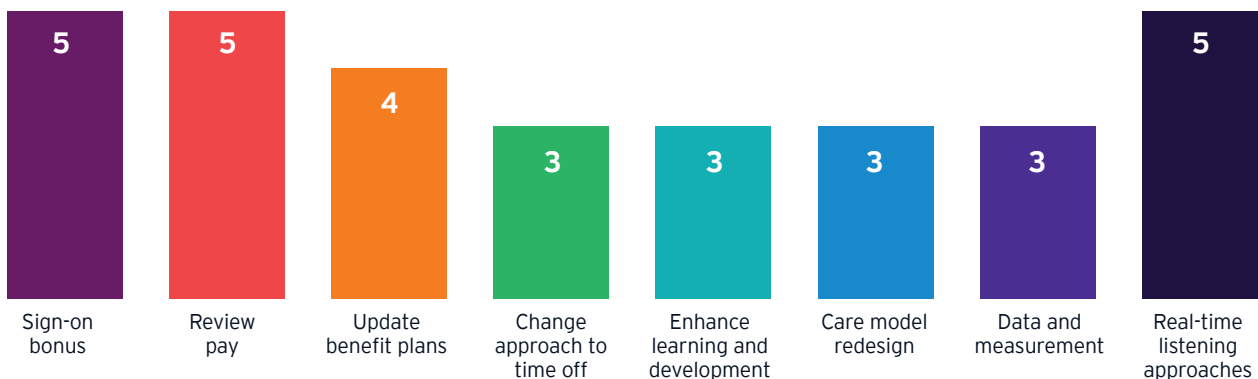 5
5
4
3
3
3
3
5
Sign-on
bonus
Review
pay
Update
benefit plans
Change
approach to
time off
Enhance
learning and
development
Care model
redesign
Data and
measurement
Real-time
listening
approaches